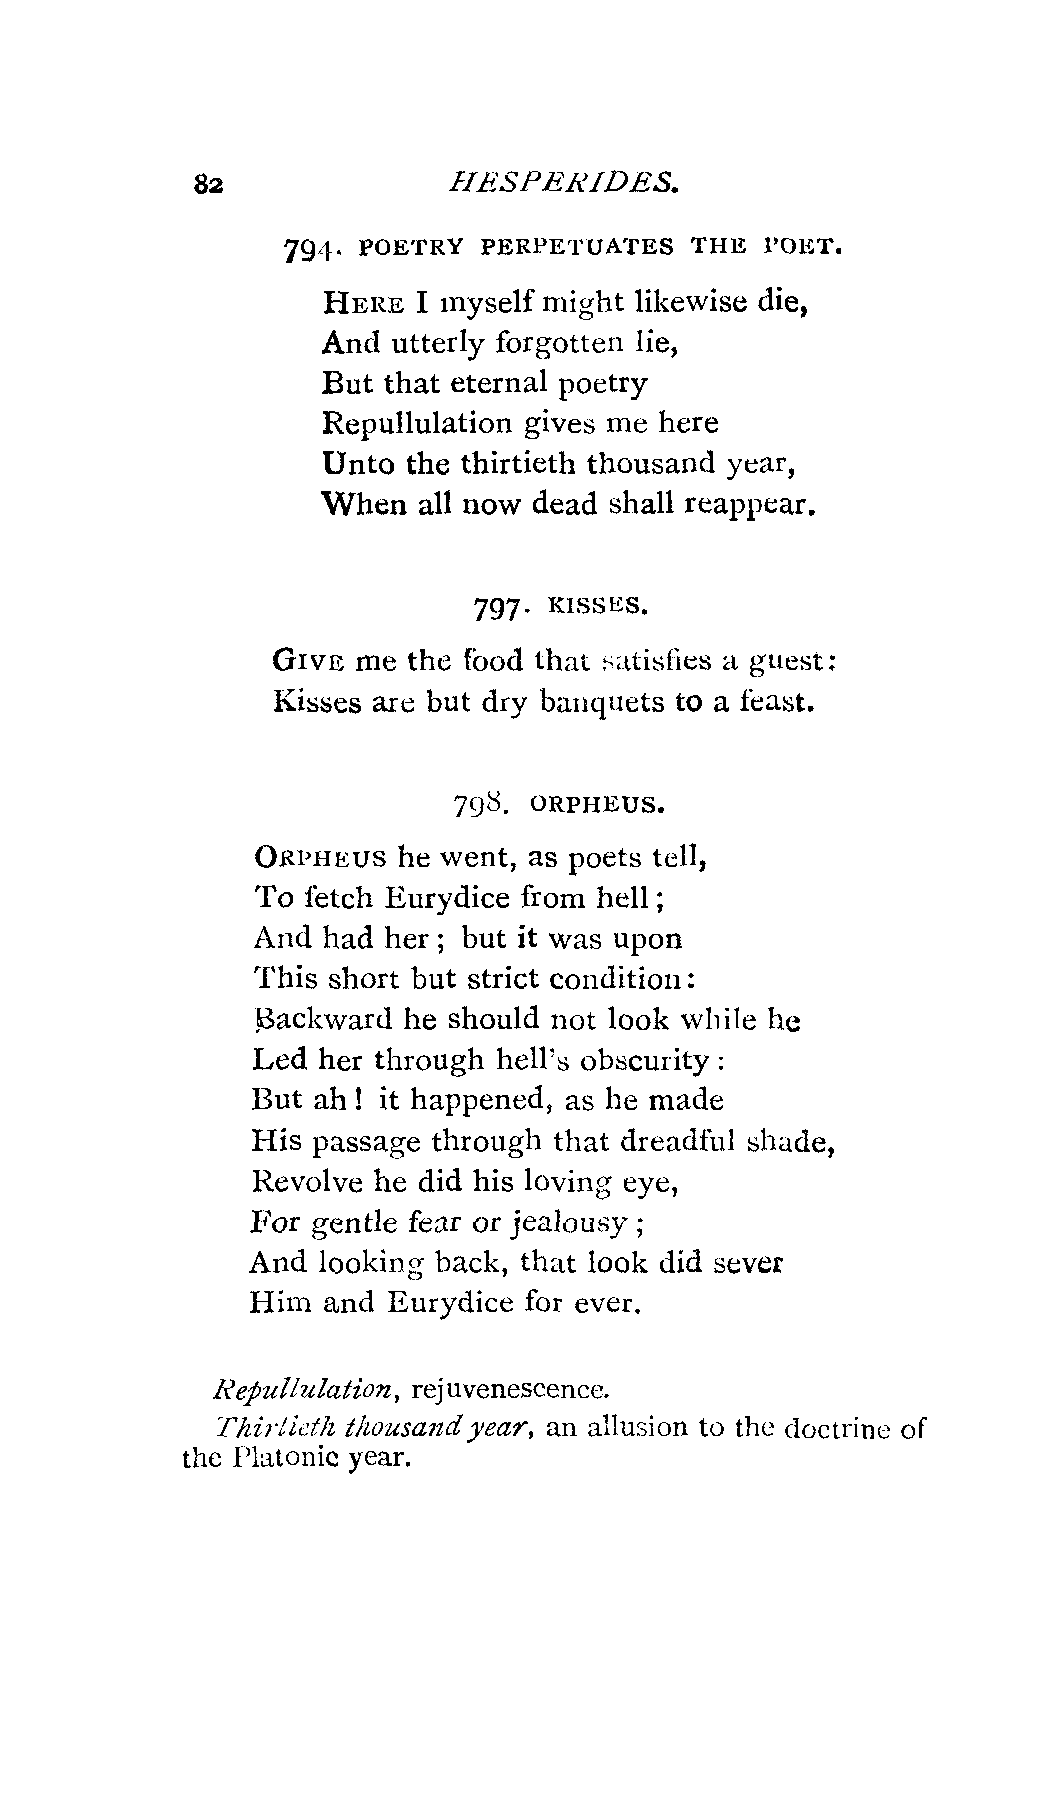 82 HESPERIDES.
794. POETRY PERPETUATES THE POET.
HERE I myself might likewise die,
And utterly forgotten lie,
But that eternal poetry
Repullulation gives me here
Unto the thirtieth thousand year,
When all now dead shall reappear.
797. KISSES.
GIVE me the food that satisfies a guest:
Kisses are but dry banquets to a feast.
798. ORPHEUS.
ORPHEUS he went, as poets tell,
To fetch Eurydice from hell;
And had her; but it was upon
This short but strict condition:
Backward he should not look while he
Led her through hell's obscurity:
But ah! it happened, as he made
His passage through that dreadful shade,
Revolve he did his loving eye,
For gentle fear or jealousy;
And looking back, that look did sever
Him and Eurydice for ever.
Repullulation, rejuvenescence.
Thirtieth thousand year, an allusion to the doctrine of
the Platonic year.